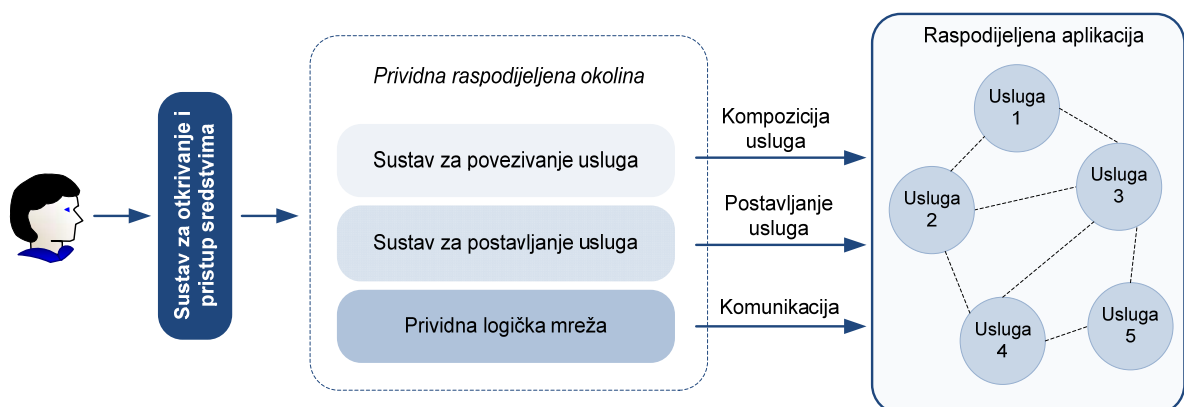 Sustav za otkrivanje i
pristup sredstvima
Prividna raspodijeljena okolina
Sustav za povezivanje usluga
Sustav za postavljanje usluga
Prividna logička mreža
Kompozicija
usluga
Postavljanje
usluga
Komunikacija
Raspodijeljena aplikacija
Usluga
1
Usluga
2
Usluga
3
Usluga
4
Usluga
5